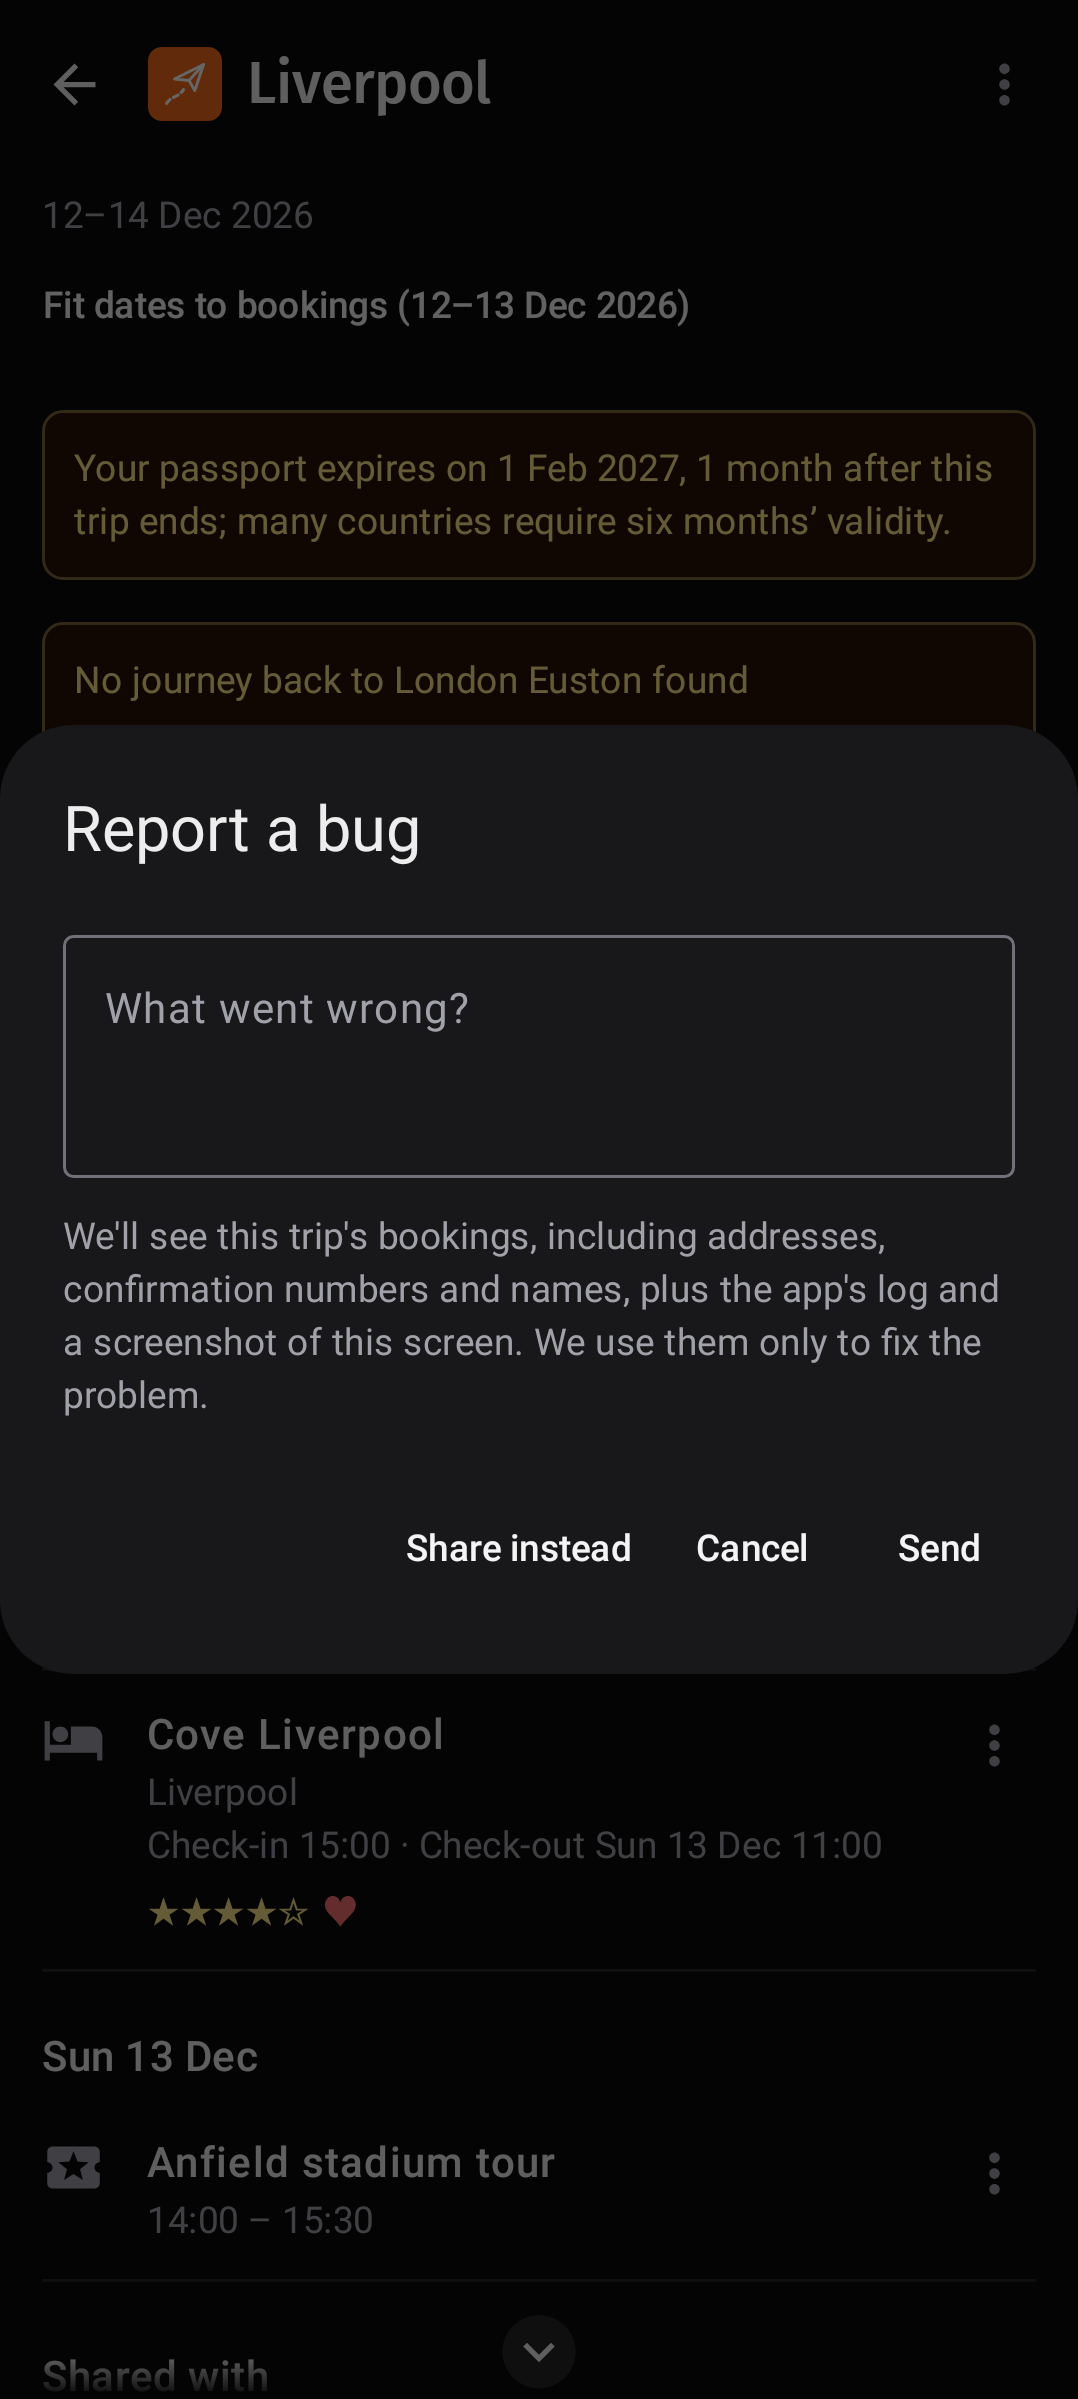 Liverpool
12–14 Dec 2026
Fit dates to bookings (12–13 Dec 2026)
Your passport expires on 1 Feb 2027, 1 month after this
trip ends; many countries require six months’ validity.
No journey back to London Euston found
Report a bug
What went wrong?
We'll see this trip's bookings, including addresses,
confirmation numbers and names, plus the app's log and
a screenshot of this screen. We use them only to fix the
problem.
Share instead Cancel Send
Cove Liverpool
Liverpool
Check-in 15:00 · Check-out Sun 13 Dec 11:00
★★★★☆ ♥
Sun 13 Dec
Anfield stadium tour
14:00 – 15:30
Shared with